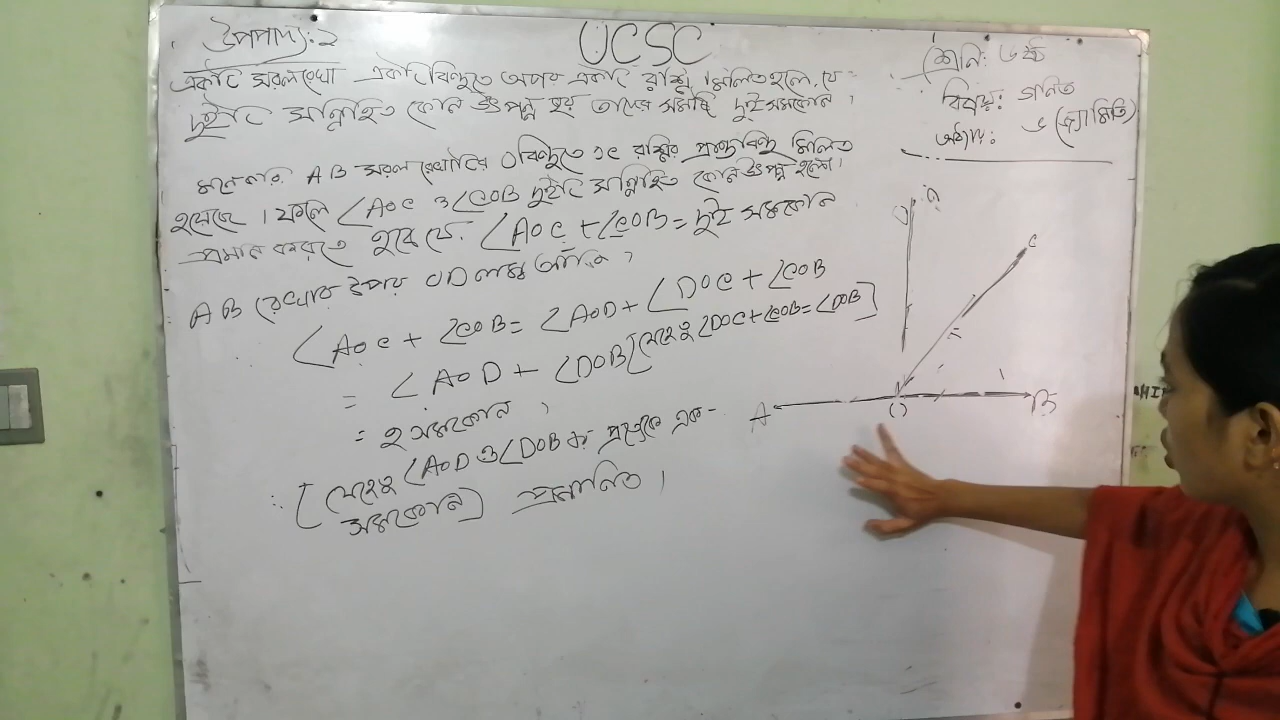 উপপাদ্য: ২
UCSC
শ্রেনি: ৬ষ্ঠ
বিষয়: গনিত
অধ্যায়: ৬ (জ্যামিতি)
একটি সরলরেখা একটি বিন্দুতে অপর একটি রশ্মি মিলিত হলে, যে
দুইটি সন্নিহিত কোন উৎপন্ন হয় তাদের সমষ্টি দুই সমকোন।
মনে করি AB সরল রেখাটির O বিন্দুতে OC রশ্মির প্রান্তবিন্দু মিলিত
হয়েছে। ফলে ∠AOC ও ∠COB দুইটি সন্নিহিত কোন উৎপন্ন হলো।
প্রমান করতে হবে যে, ∠AOC + ∠COB = দুই সমকোন
AB রেখার উপর OD লম্ব আঁকি।
∠AOC + ∠COB = ∠AOD + ∠DOC + ∠COB
= ∠AOD + ∠DOB [যেহেতু ∠DOC + ∠COB = ∠DOB]
= ২ সমকোন,
∴ [যেহেতু ∠AOD ও ∠DOB এর প্রত্যেকে এক-
সমকোন] প্রমানিত।
D
C
A
O
B